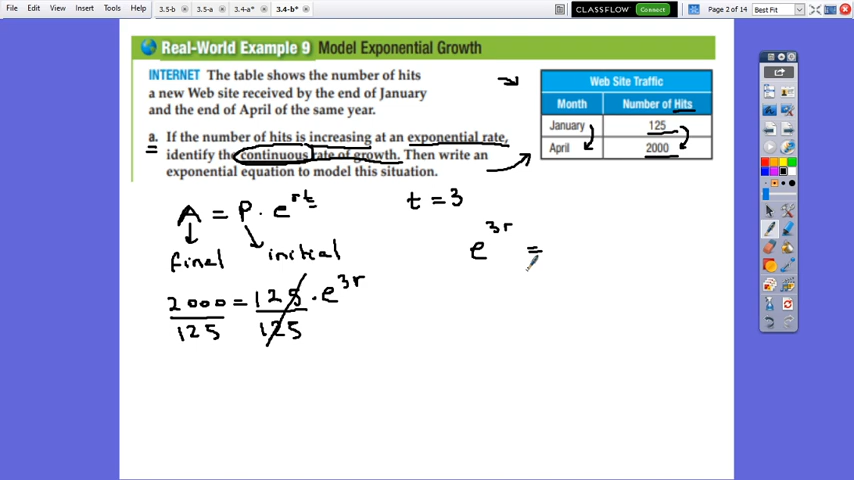 File Edit View Insert Tools Help
3.5-b 3.5-a 3.4-a* 3.4-b*
CLASSFLOW Connect
Page 2 of 14 Best Fit
Real-World Example 9 Model Exponential Growth
INTERNET The table shows the number of hits
a new Web site received by the end of January
and the end of April of the same year.
a. If the number of hits is increasing at an exponential rate,
identify the continuous rate of growth. Then write an
exponential equation to model this situation.
Web Site Traffic
Month Number of Hits
January 125
April 2000
A = P · e^rt
t = 3
final initial
e^3r =
2000 = 125 · e^3r
125 125